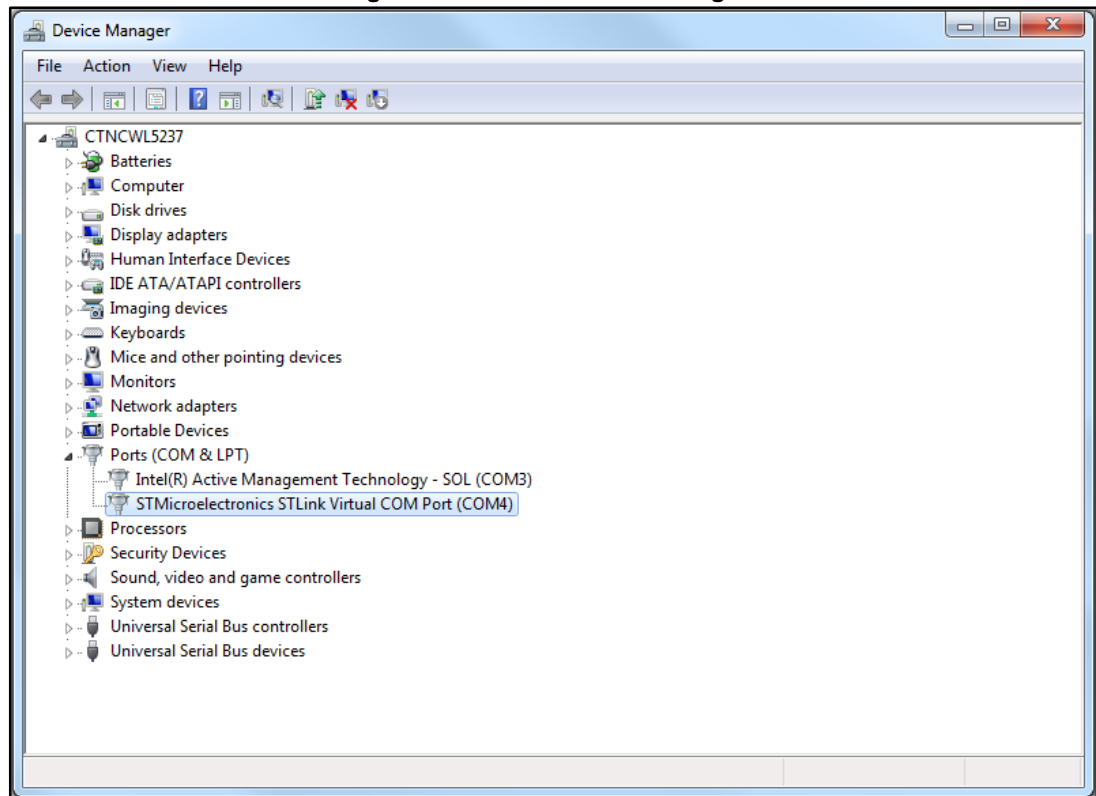 Device Manager
File Action View Help
CTNCWL5237
Batteries
Computer
Disk drives
Display adapters
Human Interface Devices
IDE ATA/ATAPI controllers
Imaging devices
Keyboards
Mice and other pointing devices
Monitors
Network adapters
Portable Devices
Ports (COM & LPT)
Intel(R) Active Management Technology - SOL (COM3)
STMicroelectronics STLink Virtual COM Port (COM4)
Processors
Security Devices
Sound, video and game controllers
System devices
Universal Serial Bus controllers
Universal Serial Bus devices